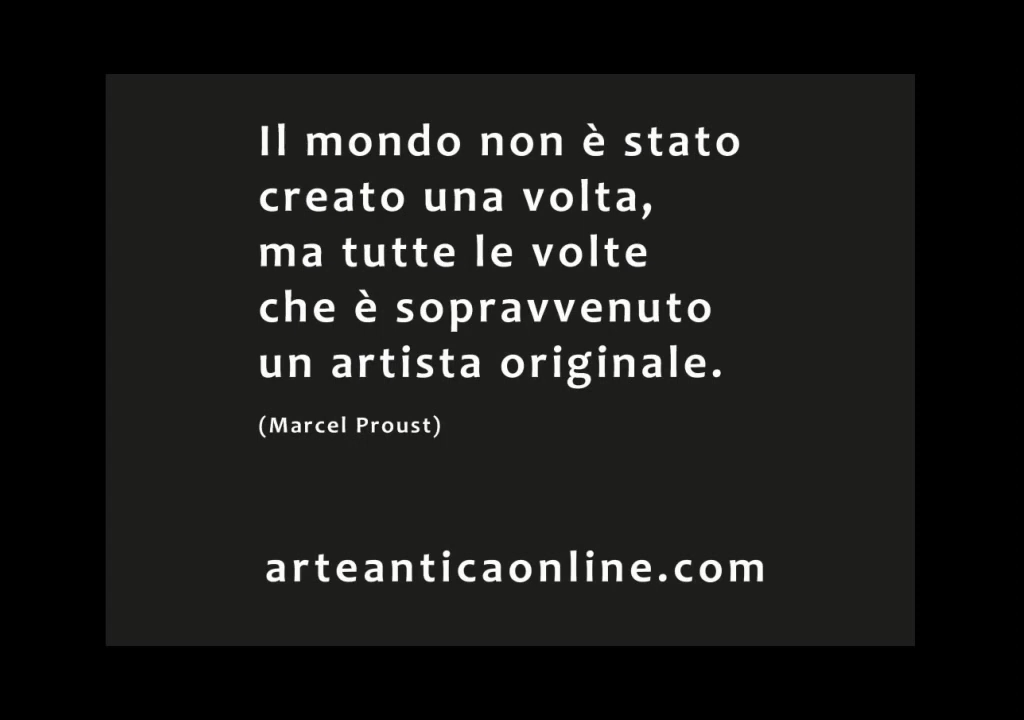 Il mondo non è stato
creato una volta,
ma tutte le volte
che è sopravvenuto
un artista originale.
(Marcel Proust)
arteanticaonline.com